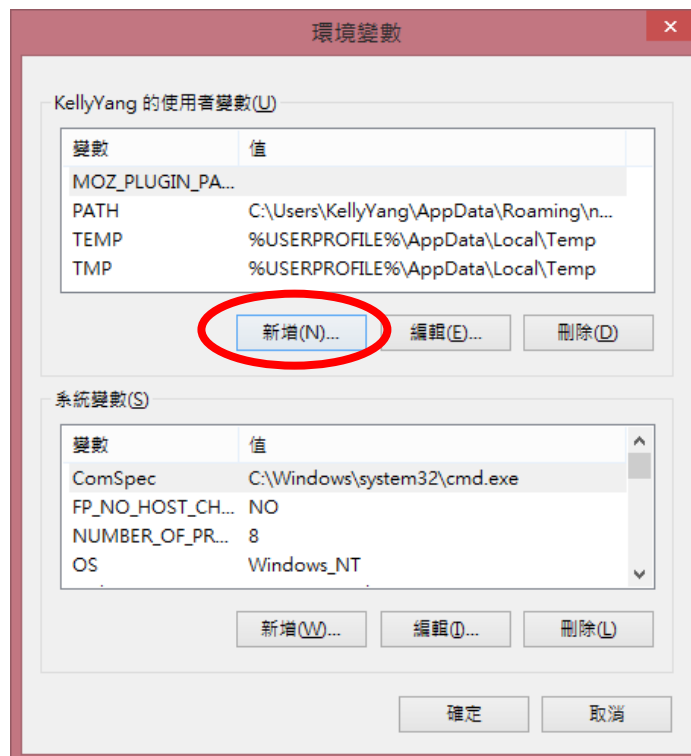 環境變數
KellyYang 的使用者變數(U)
變數 值
MOZ_PLUGIN_PA...
PATH C:\Users\KellyYang\AppData\Roaming\n...
TEMP %USERPROFILE%\AppData\Local\Temp
TMP %USERPROFILE%\AppData\Local\Temp
新增(N)... 編輯(E)... 刪除(D)
系統變數(S)
變數 值
ComSpec C:\Windows\system32\cmd.exe
FP_NO_HOST_CH... NO
NUMBER_OF_PR... 8
OS Windows_NT
新增(W)... 編輯(I)... 刪除(L)
確定 取消